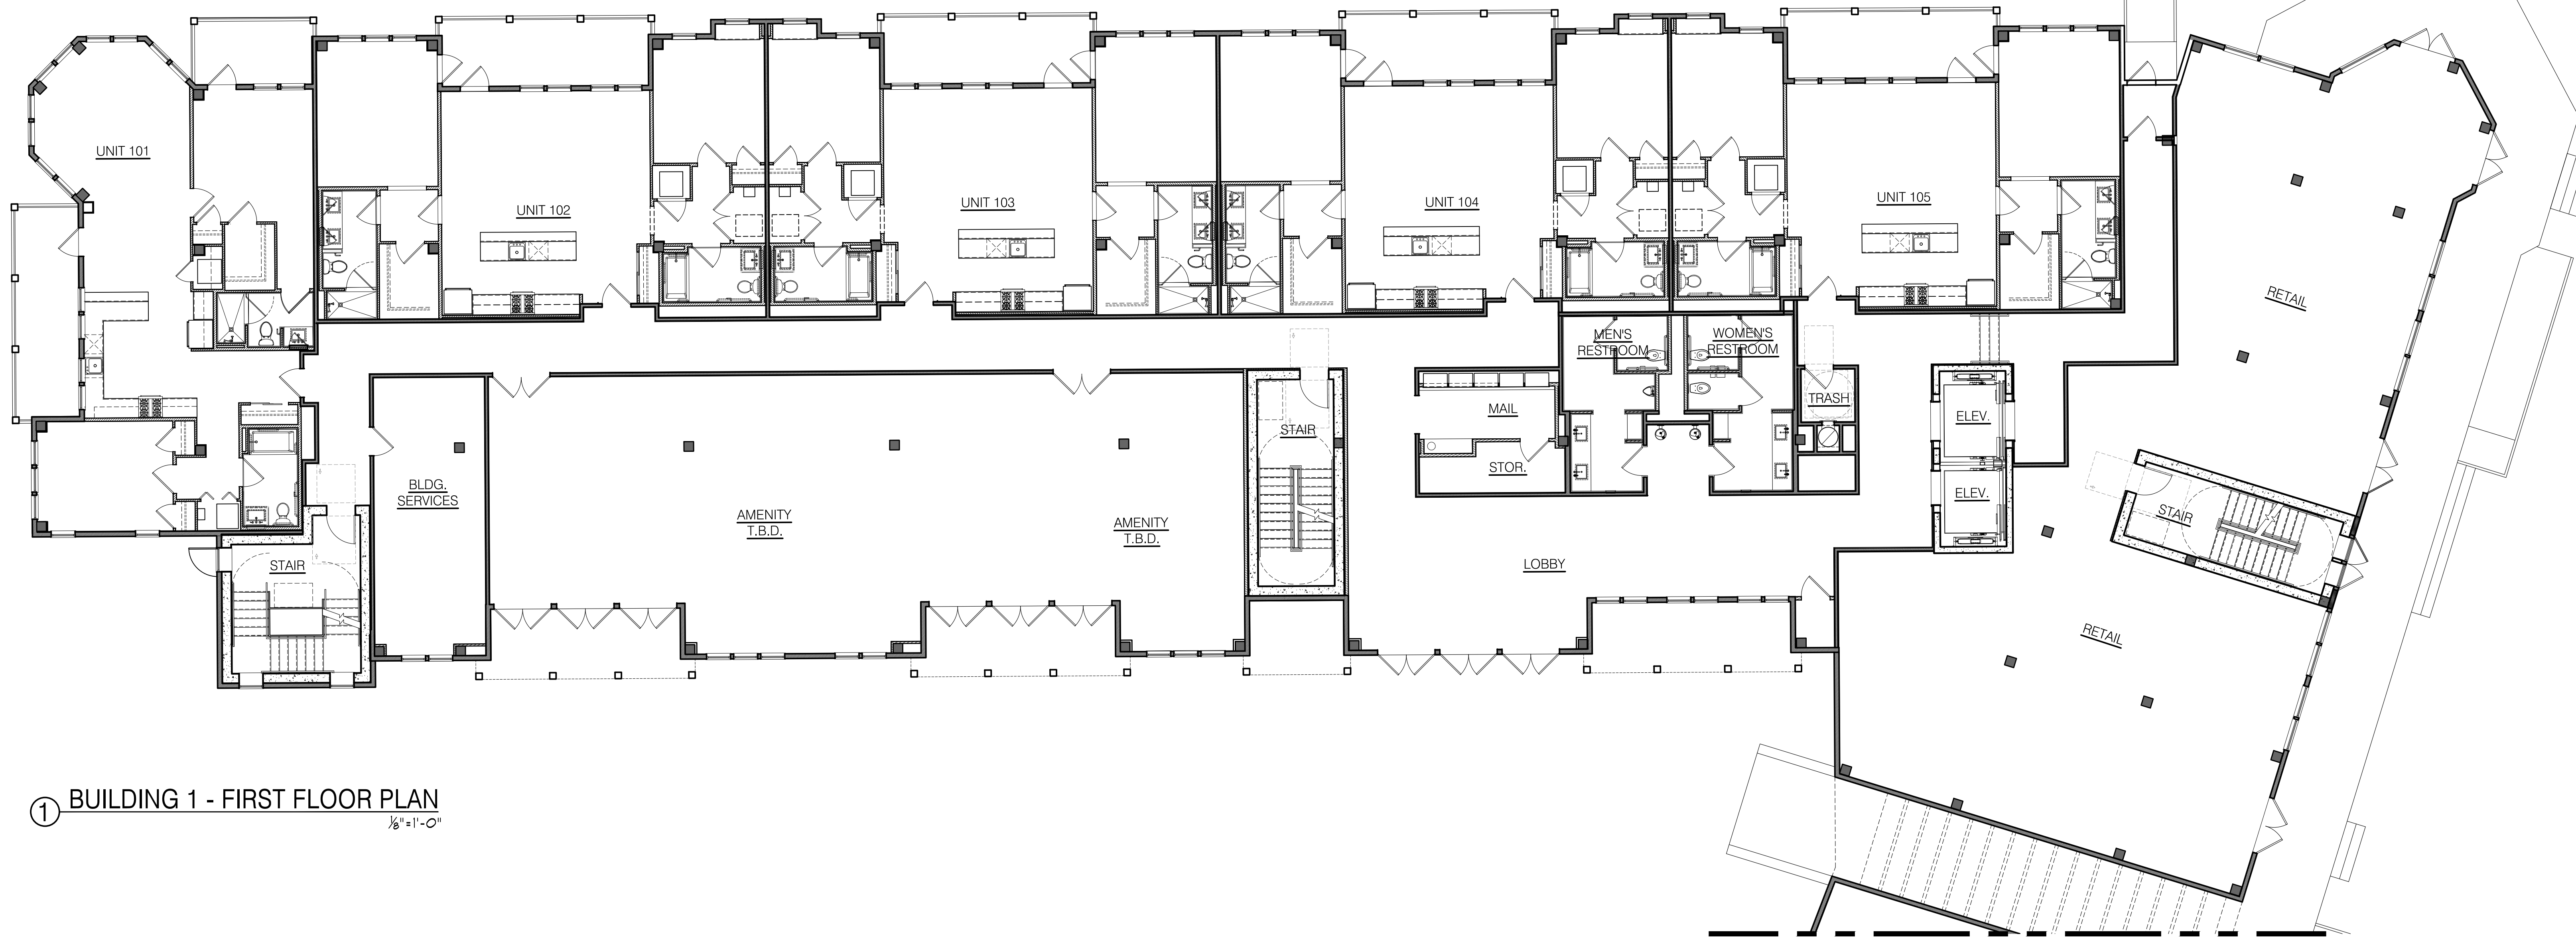 UNIT 101
UNIT 102
UNIT 103
UNIT 104
UNIT 105
RETAIL
MEN'S
RESTROOM
WOMEN'S
RESTROOM
TRASH
ELEV.
MAIL
STAIR
STOR.
BLDG.
SERVICES
AMENITY
T.B.D.
AMENITY
T.B.D.
ELEV.
STAIR
STAIR
LOBBY
RETAIL
1
BUILDING 1 - FIRST FLOOR PLAN
1/8"=1'-0"